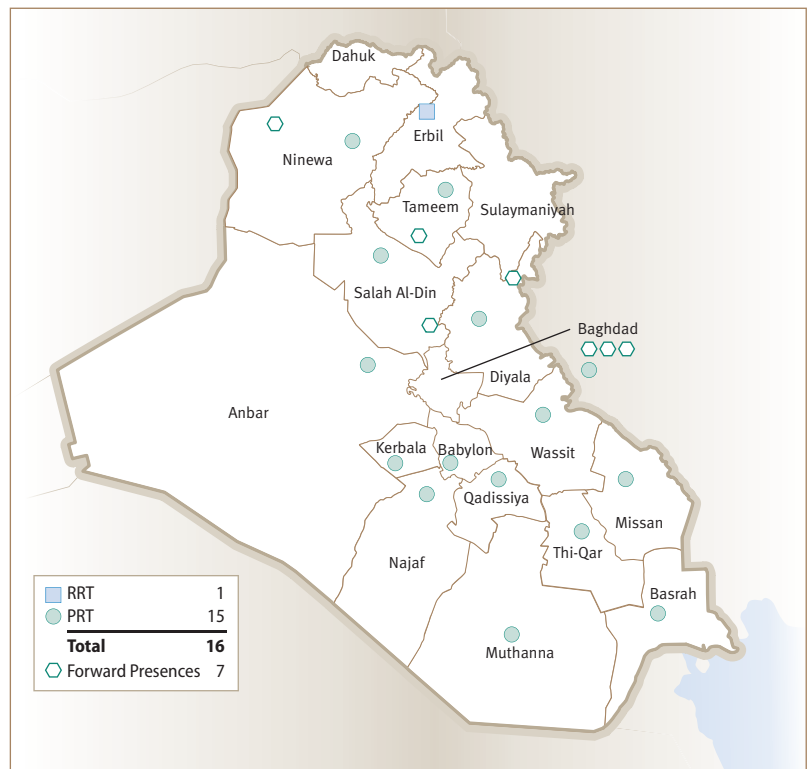 Dahuk
Erbil
Ninewa
Tameem
Sulaymaniyah
Salah Al-Din
Baghdad
Diyala
Anbar
Kerbala
Babylon
Wassit
Qadissiya
Missan
Thi-Qar
Najaf
Basrah
Muthanna
RRT 1
PRT 15
Total 16
Forward Presences 7